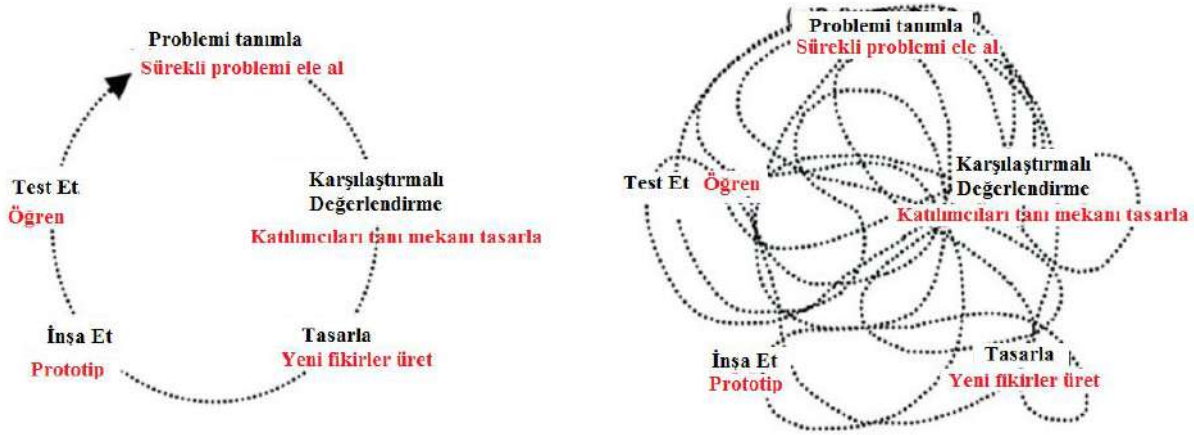 Problemi tanımla
Sürekli problemi ele al
Karşılaştırmalı
Değerlendirme
Katılımcıları tanı mekanı tasarla
Tasarla
Yeni fikirler üret
İnşa Et
Prototip
Test Et
Öğren
Problemi tanımla
Sürekli problemi ele al
Karşılaştırmalı
Değerlendirme
Katılımcıları tanı mekanı tasarla
Tasarla
Yeni fikirler üret
İnşa Et
Prototip
Test Et Öğren